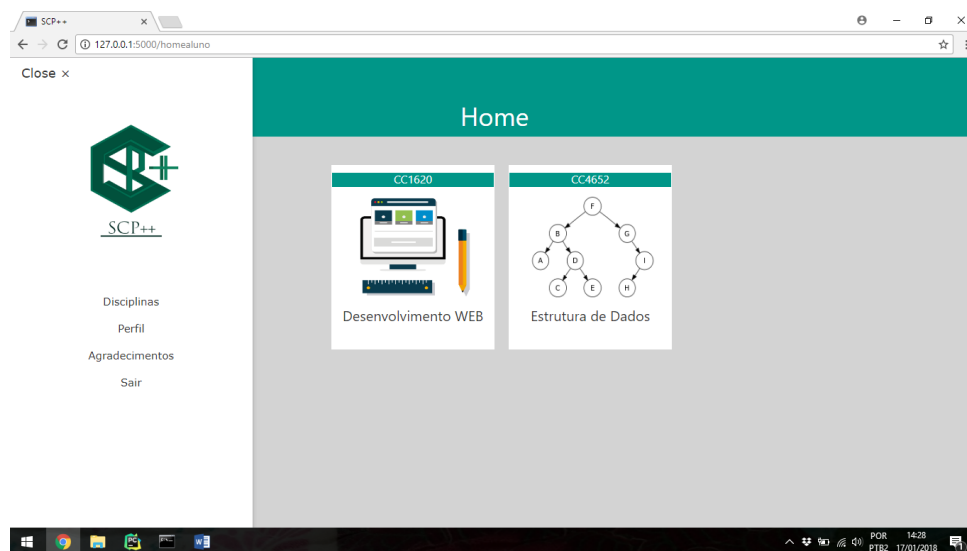 SCP++
127.0.0.1:5000/homealuno
Close ×
Home
SCP++
Disciplinas
Perfil
Agradecimentos
Sair
CC1620
Desenvolvimento WEB
CC4652
F
B
G
A
D
I
C
E
H
Estrutura de Dados
POR
PTB2
14:28
17/01/2018